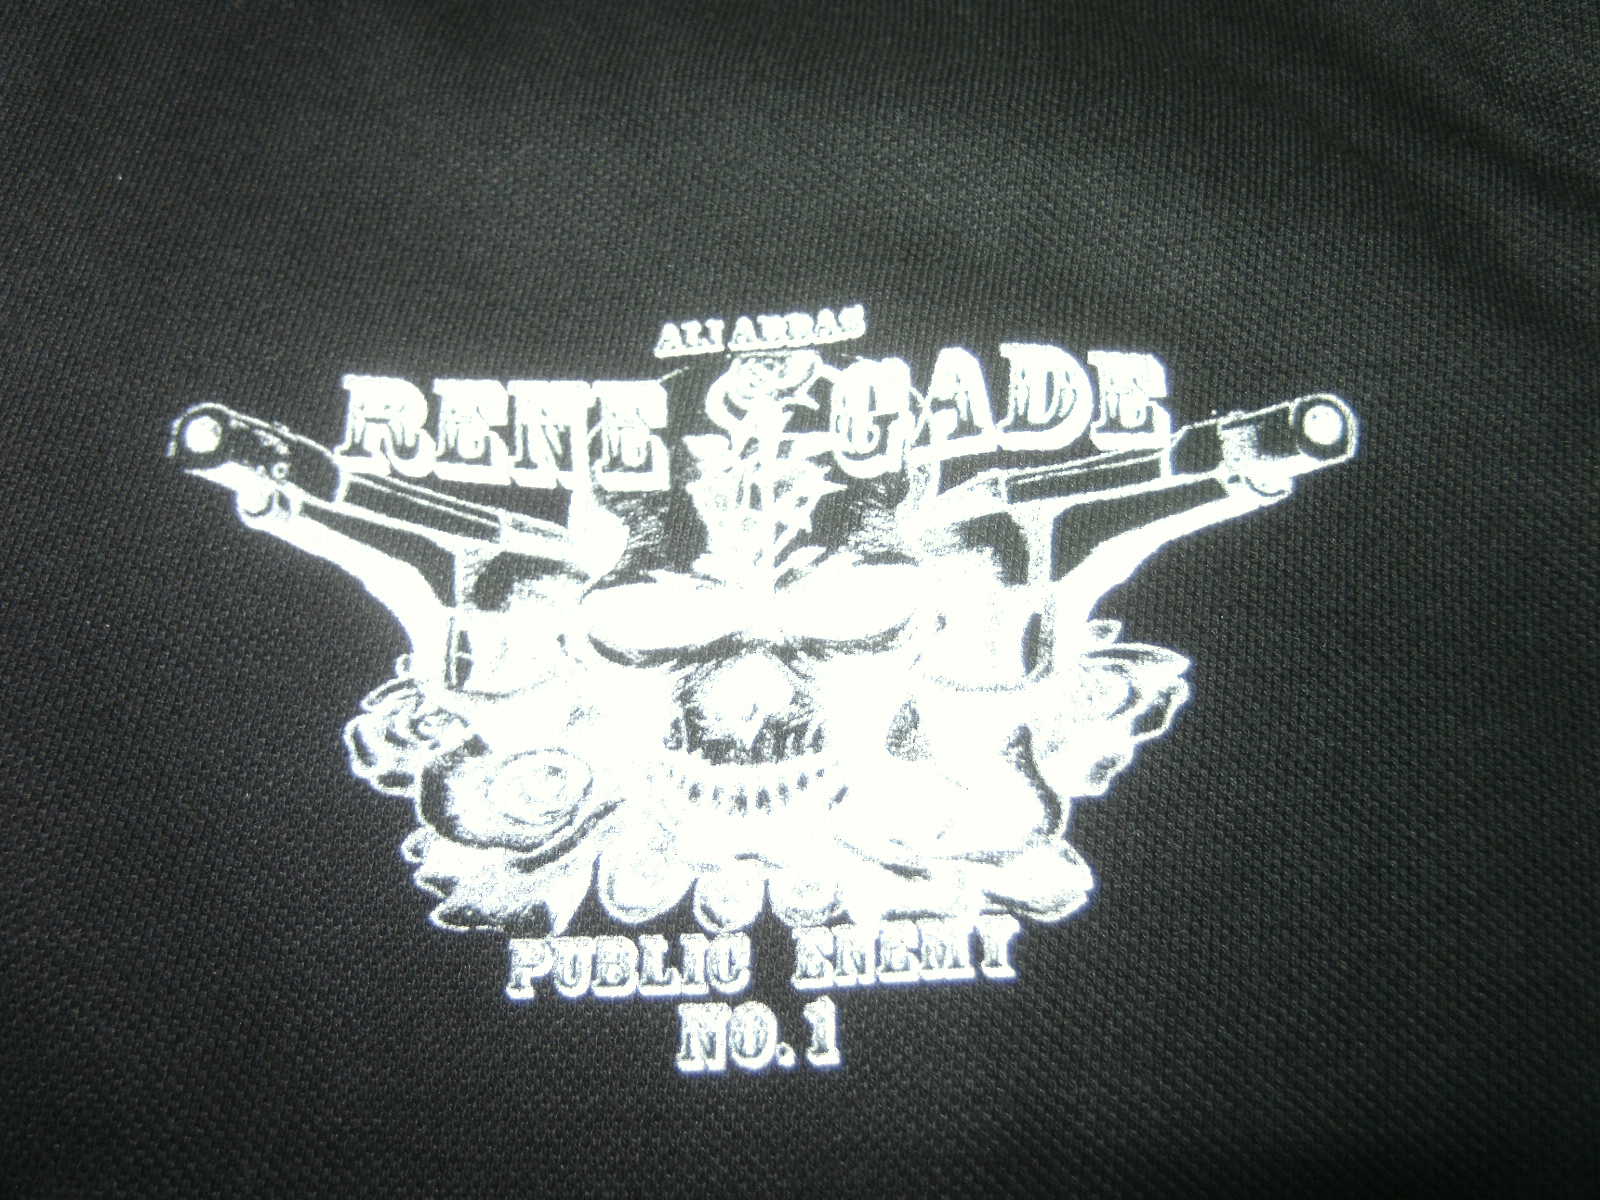 ALI ABBAS
RENE GADE
PUBLIC ENEMY
NO. 1